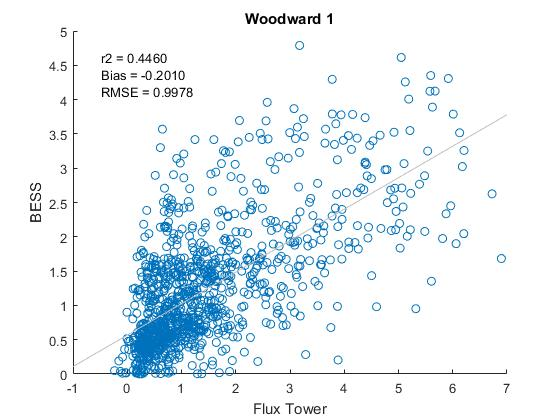 Woodward 1
r2 = 0.4460
Bias = -0.2010
RMSE = 0.9978
BESS
5
4.5
4
3.5
3
2.5
2
1.5
1
0.5
0
-1 0 1 2 3 4 5 6 7
Flux Tower